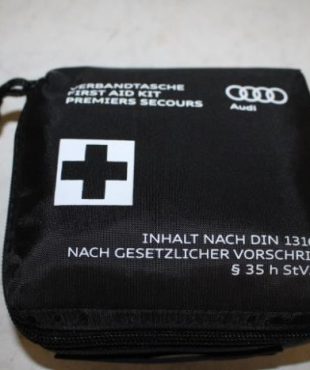 VERBANDTASCHE
FIRST AID KIT
PREMIERS SECOURS
Audi
INHALT NACH DIN 1316
NACH GESETZLICHER VORSCHRI
§ 35 h StV